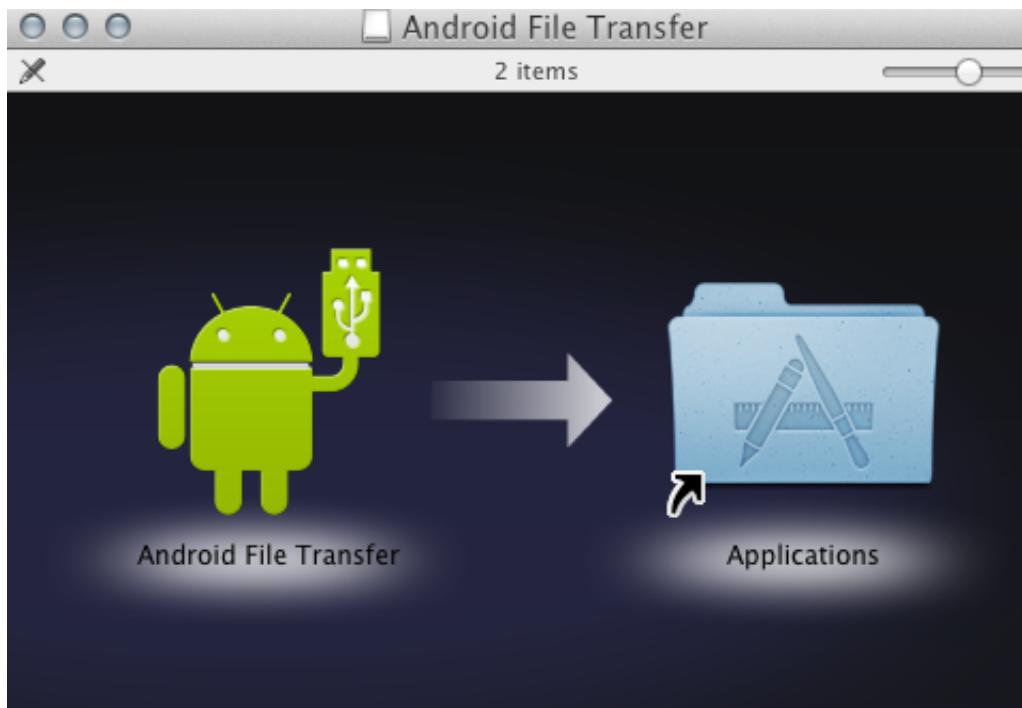 Android File Transfer
2 items
Android File Transfer
Applications